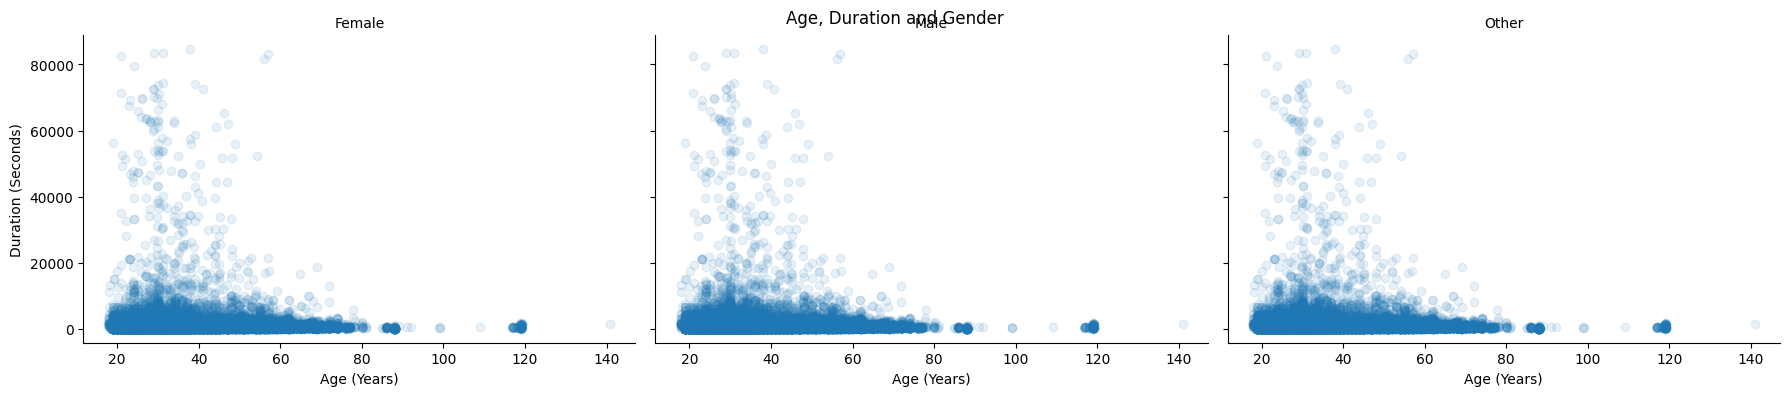 Age, Duration and Gender
Female
Male
Other
Duration (Seconds)
80000
60000
40000
20000
0
20 40 60 80 100 120 140
20 40 60 80 100 120 140
20 40 60 80 100 120 140
Age (Years)
Age (Years)
Age (Years)